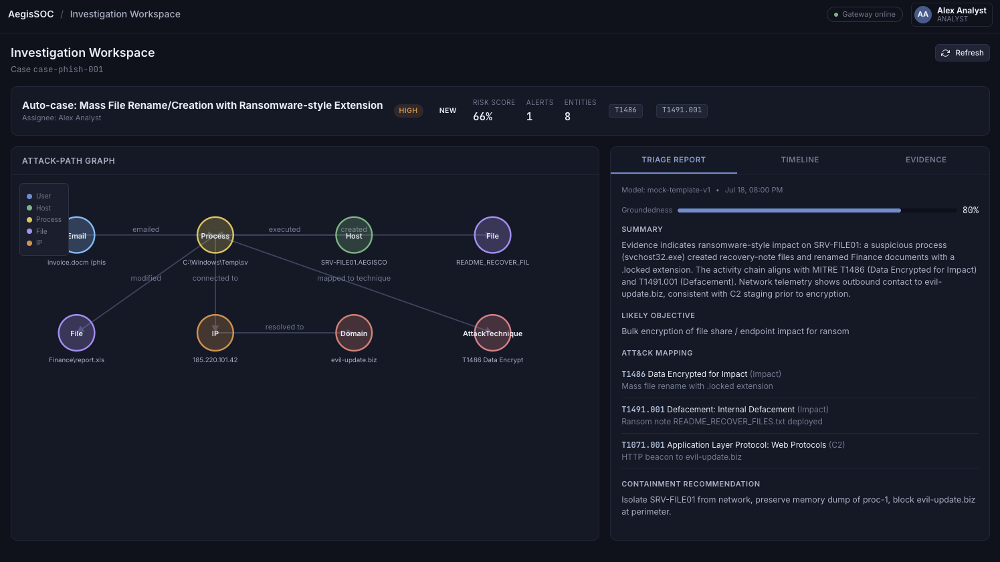 AegisSOC / Investigation Workspace
Gateway online
AA
Alex Analyst
ANALYST
Investigation Workspace
Case case-phish-001
Refresh
Auto-case: Mass File Rename/Creation with Ransomware-style Extension
Assignee: Alex Analyst
HIGH
NEW
RISK SCORE
66%
ALERTS
1
ENTITIES
8
T1486
T1491.001
ATTACK-PATH GRAPH
User
Host
Process
File
IP
Email
invoice.docm (phis
emailed
Process
C:\Windows\Temp\sv
executed
created
Host
SRV-FILE01.AEGISCO
File
README_RECOVER_FIL
modified
connected to
mapped to technique
File
Finance\report.xls
IP
185.220.101.42
resolved to
Domain
evil-update.biz
AttackTechnique
T1486 Data Encrypt
TRIAGE REPORT
TIMELINE
EVIDENCE
Model: mock-template-v1 • Jul 18, 08:00 PM
Groundedness
80%
SUMMARY
Evidence indicates ransomware-style impact on SRV-FILE01: a suspicious process
(svchost32.exe) created recovery-note files and renamed Finance documents with a
.locked extension. The activity chain aligns with MITRE T1486 (Data Encrypted for Impact)
and T1491.001 (Defacement). Network telemetry shows outbound contact to evil-
update.biz, consistent with C2 staging prior to encryption.
LIKELY OBJECTIVE
Bulk encryption of file share / endpoint impact for ransom
ATT&CK MAPPING
T1486 Data Encrypted for Impact (Impact)
Mass file rename with .locked extension
T1491.001 Defacement: Internal Defacement (Impact)
Ransom note README_RECOVER_FILES.txt deployed
T1071.001 Application Layer Protocol: Web Protocols (C2)
HTTP beacon to evil-update.biz
CONTAINMENT RECOMMENDATION
Isolate SRV-FILE01 from network, preserve memory dump of proc-1, block evil-update.biz
at perimeter.